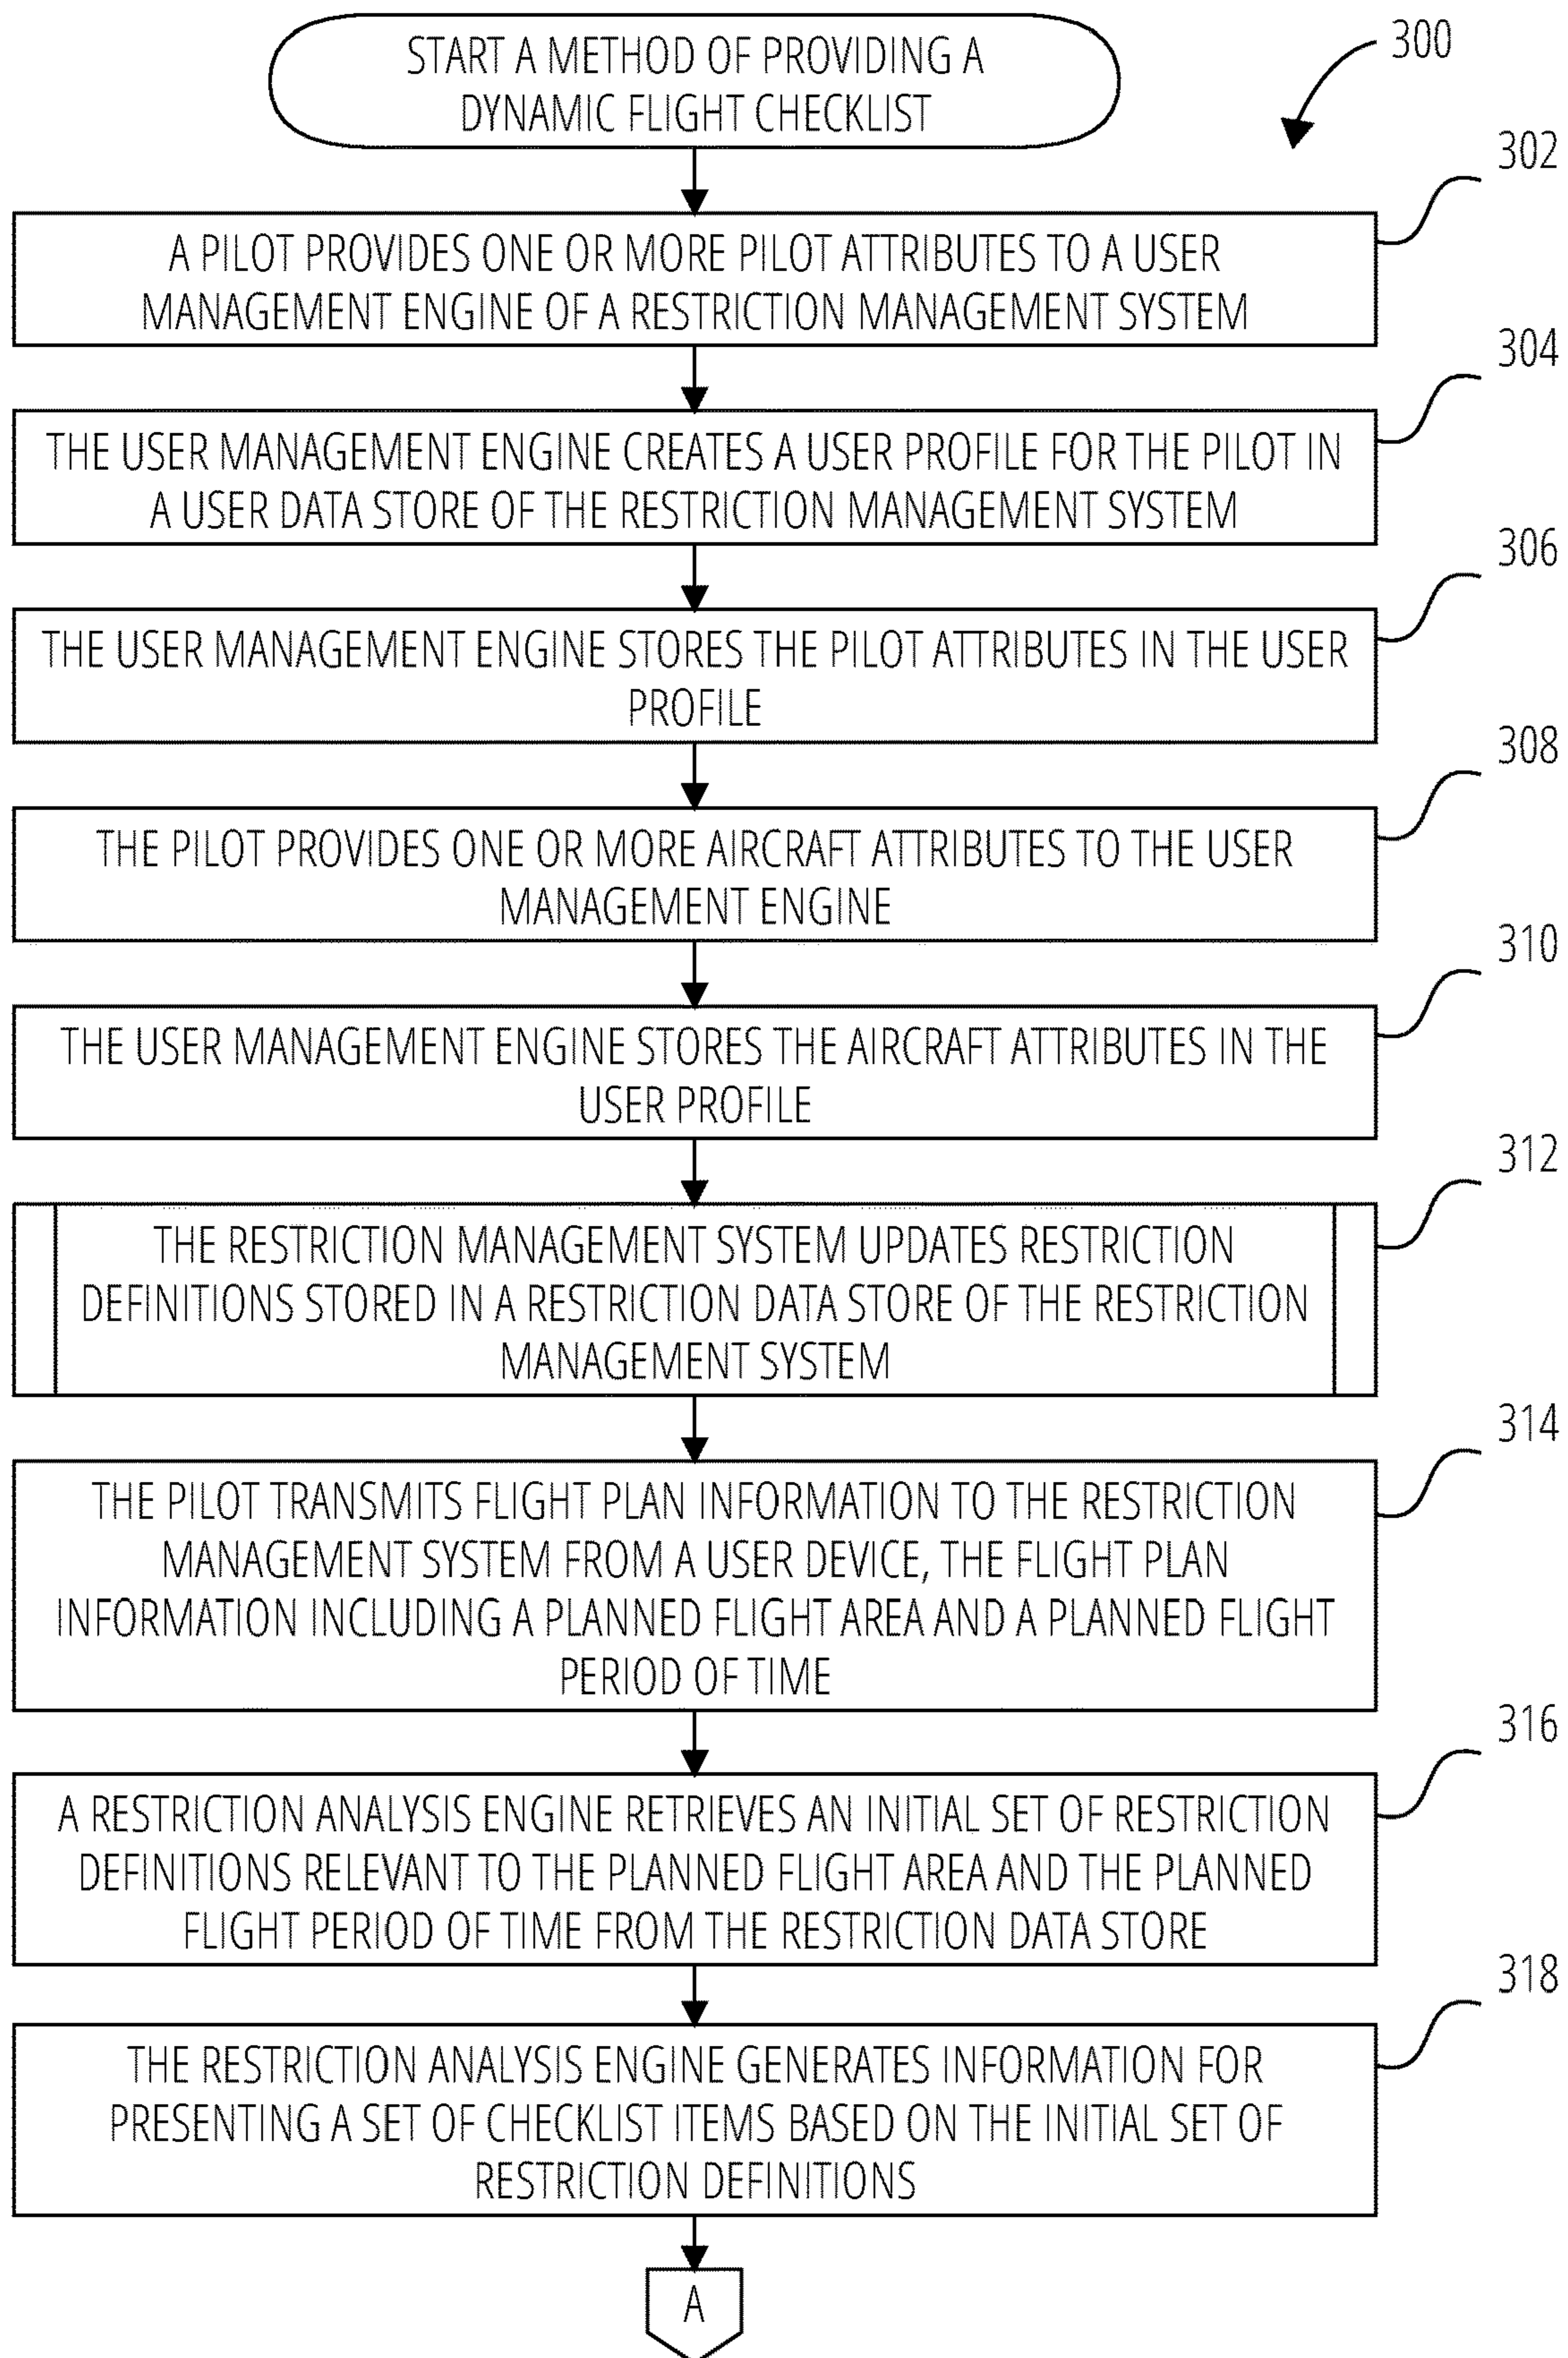 START A METHOD OF PROVIDING A
DYNAMIC FLIGHT CHECKLIST
300
302
A PILOT PROVIDES ONE OR MORE PILOT ATTRIBUTES TO A USER
MANAGEMENT ENGINE OF A RESTRICTION MANAGEMENT SYSTEM
304
THE USER MANAGEMENT ENGINE CREATES A USER PROFILE FOR THE PILOT IN
A USER DATA STORE OF THE RESTRICTION MANAGEMENT SYSTEM
306
THE USER MANAGEMENT ENGINE STORES THE PILOT ATTRIBUTES IN THE USER
PROFILE
308
THE PILOT PROVIDES ONE OR MORE AIRCRAFT ATTRIBUTES TO THE USER
MANAGEMENT ENGINE
310
THE USER MANAGEMENT ENGINE STORES THE AIRCRAFT ATTRIBUTES IN THE
USER PROFILE
312
THE RESTRICTION MANAGEMENT SYSTEM UPDATES RESTRICTION
DEFINITIONS STORED IN A RESTRICTION DATA STORE OF THE RESTRICTION
MANAGEMENT SYSTEM
314
THE PILOT TRANSMITS FLIGHT PLAN INFORMATION TO THE RESTRICTION
MANAGEMENT SYSTEM FROM A USER DEVICE, THE FLIGHT PLAN
INFORMATION INCLUDING A PLANNED FLIGHT AREA AND A PLANNED FLIGHT
PERIOD OF TIME
316
A RESTRICTION ANALYSIS ENGINE RETRIEVES AN INITIAL SET OF RESTRICTION
DEFINITIONS RELEVANT TO THE PLANNED FLIGHT AREA AND THE PLANNED
FLIGHT PERIOD OF TIME FROM THE RESTRICTION DATA STORE
318
THE RESTRICTION ANALYSIS ENGINE GENERATES INFORMATION FOR
PRESENTING A SET OF CHECKLIST ITEMS BASED ON THE INITIAL SET OF
RESTRICTION DEFINITIONS
A